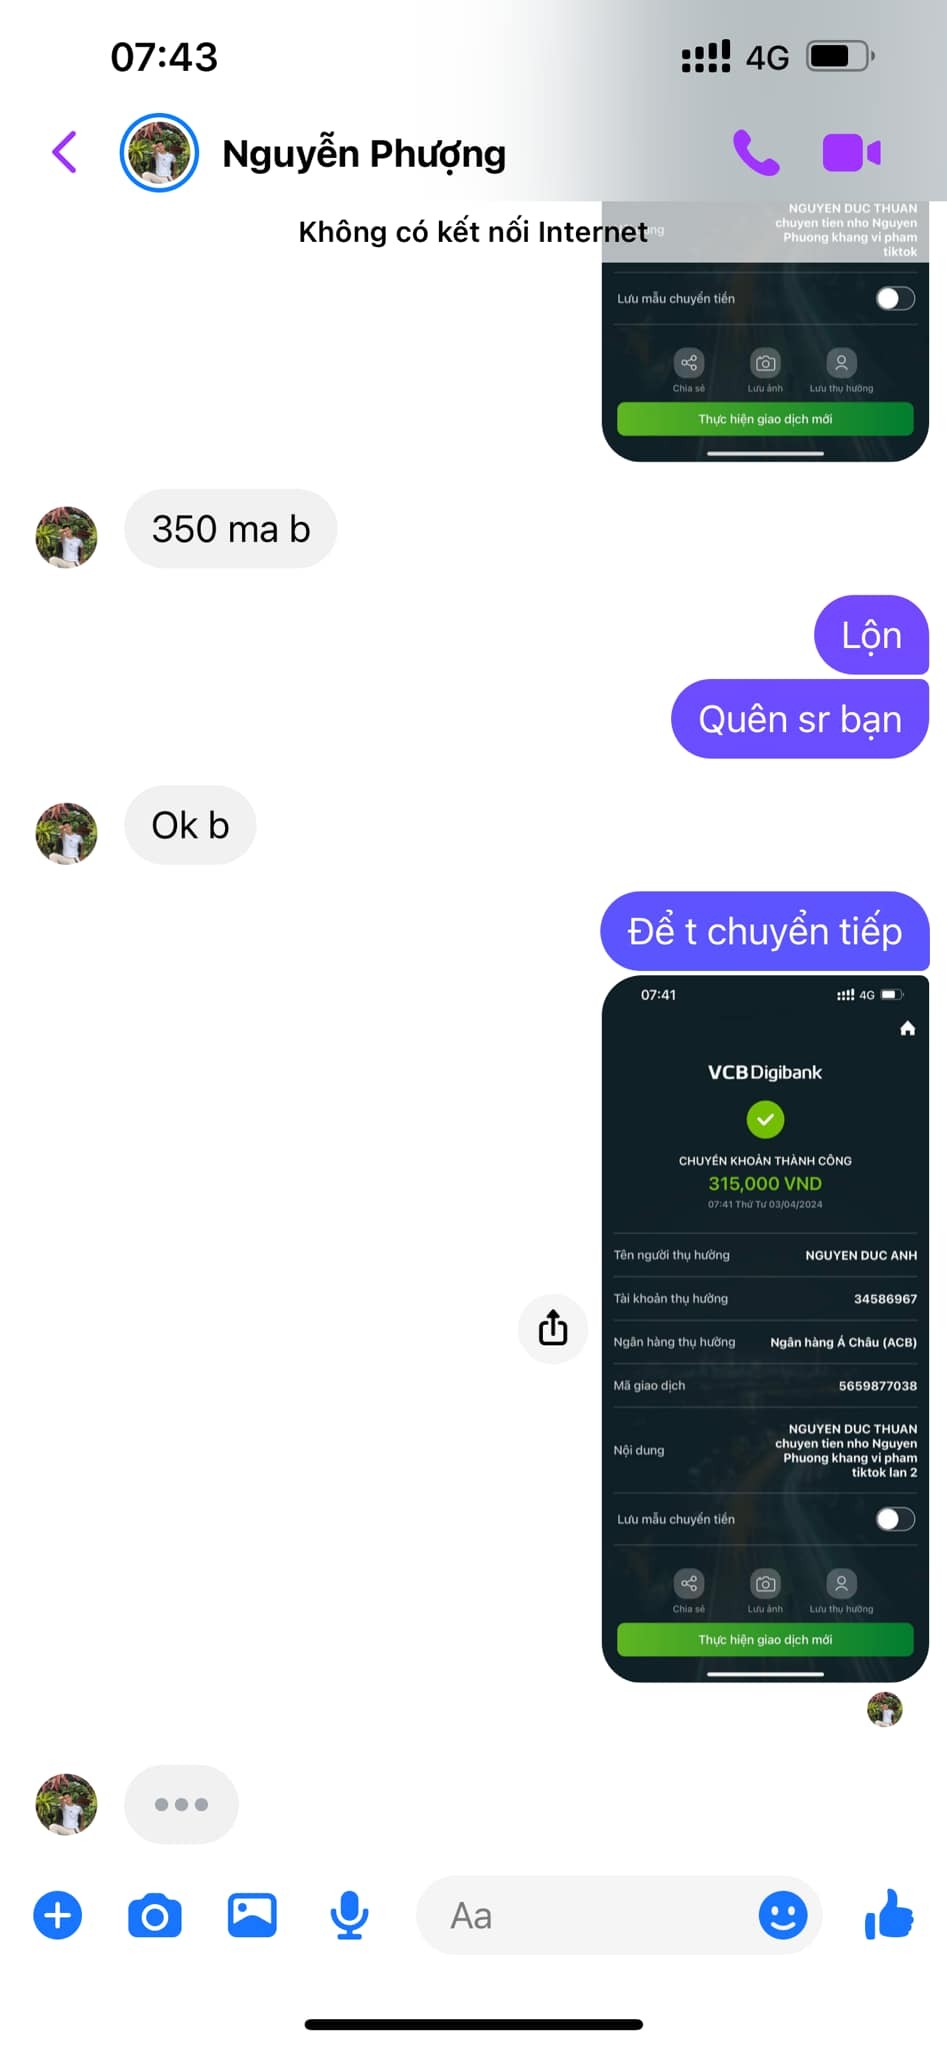 07:43
4G
Nguyễn Phượng
Không có kết nối Internet
NGUYEN DUC THUAN
chuyen tien nho Nguyen
Phuong khang vi pham
tiktok
Lưu mẫu chuyển tiền
Chia sẻ
Lưu ảnh
Lưu thụ hưởng
Thực hiện giao dịch mới
350 ma b
Lộn
Quên sr bạn
Ok b
Để t chuyển tiếp
07:41
4G
VCBDigibank
CHUYỂN KHOẢN THÀNH CÔNG
315,000 VND
07:41 Thứ Tư 03/04/2024
Tên người thụ hưởng
NGUYEN DUC ANH
Tài khoản thụ hưởng
34586967
Ngân hàng thụ hưởng
Ngân hàng Á Châu (ACB)
Mã giao dịch
5659877038
Nội dung
NGUYEN DUC THUAN
chuyen tien nho Nguyen
Phuong khang vi pham
tiktok lan 2
Lưu mẫu chuyển tiền
Chia sẻ
Lưu ảnh
Lưu thụ hưởng
Thực hiện giao dịch mới
Aa